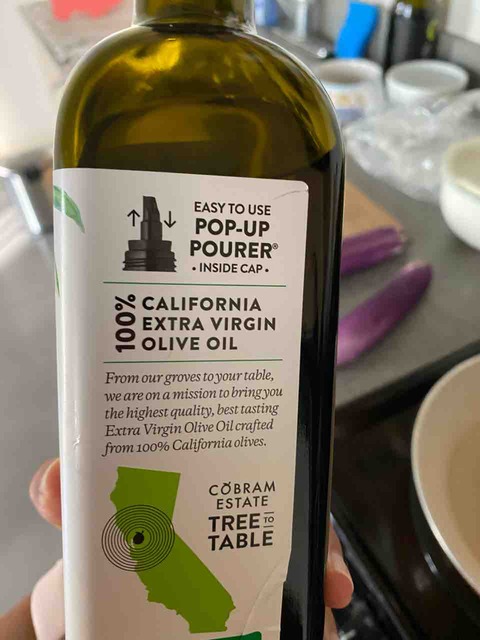 EASY TO USE
POP-UP
POURER®
• INSIDE CAP •
100% CALIFORNIA
EXTRA VIRGIN
OLIVE OIL
From our groves to your table,
we are on a mission to bring you
the highest quality, best tasting
Extra Virgin Olive Oil crafted
from 100% California olives.
COBRAM
ESTATE
TREE TO
TABLE